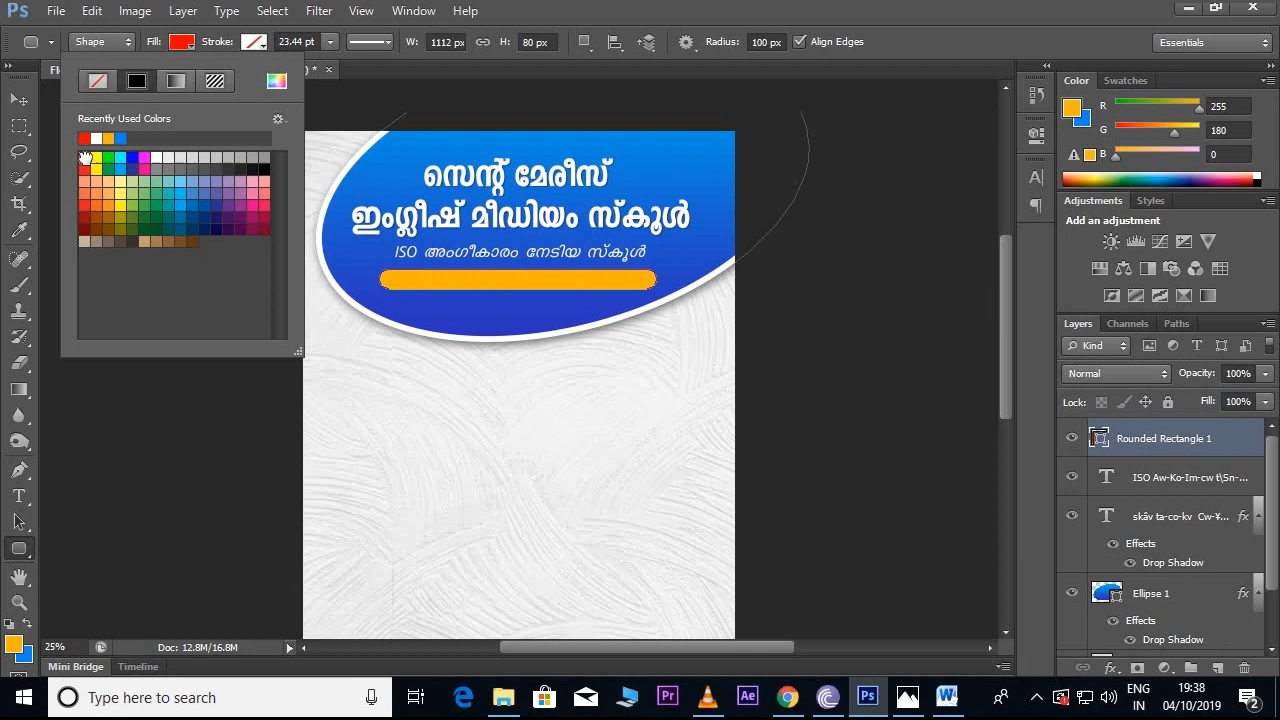 Ps File Edit Image Layer Type Select Filter View Window Help
Shape Fill: Stroke: 23.44 pt W: 1112 px H: 80 px Radius: 100 px Align Edges Essentials
Recently Used Colors
സെന്റ് മേരീസ്
ഇംഗ്ലീഷ് മീഡിയം സ്കൂൾ
ISO അംഗീകാരം നേടിയ സ്കൂൾ
Color Swatches
R 255
G 180
B 0
Adjustments Styles
Add an adjustment
Layers Channels Paths
Kind
Normal Opacity: 100%
Lock: Fill: 100%
Rounded Rectangle 1
ISO Aw-Ko-Im-cw t\Sn-...
skâv ta-co-kv Cw-¥...
Effects
Drop Shadow
Ellipse 1
Effects
Drop Shadow
25% Doc: 12.8M/16.8M
Mini Bridge Timeline
Type here to search
Pr Ae Ps W
ENG
IN
19:38
04/10/2019
2